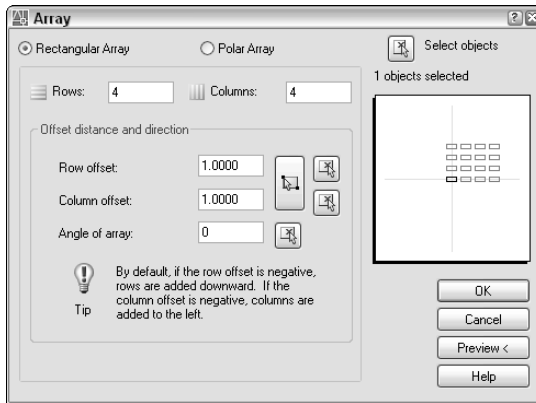 Array
Rectangular Array
Polar Array
Select objects
1 objects selected
Rows: 4
Columns: 4
Offset distance and direction
Row offset: 1.0000
Column offset: 1.0000
Angle of array: 0
Tip
By default, if the row offset is negative,
rows are added downward. If the
column offset is negative, columns are
added to the left.
OK
Cancel
Preview <
Help